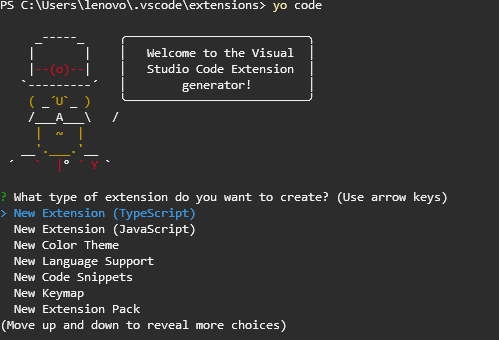 PS C:\Users\lenovo\.vscode\extensions> yo code
Welcome to the Visual
Studio Code Extension
generator!
? What type of extension do you want to create? (Use arrow keys)
> New Extension (TypeScript)
New Extension (JavaScript)
New Color Theme
New Language Support
New Code Snippets
New Keymap
New Extension Pack
(Move up and down to reveal more choices)